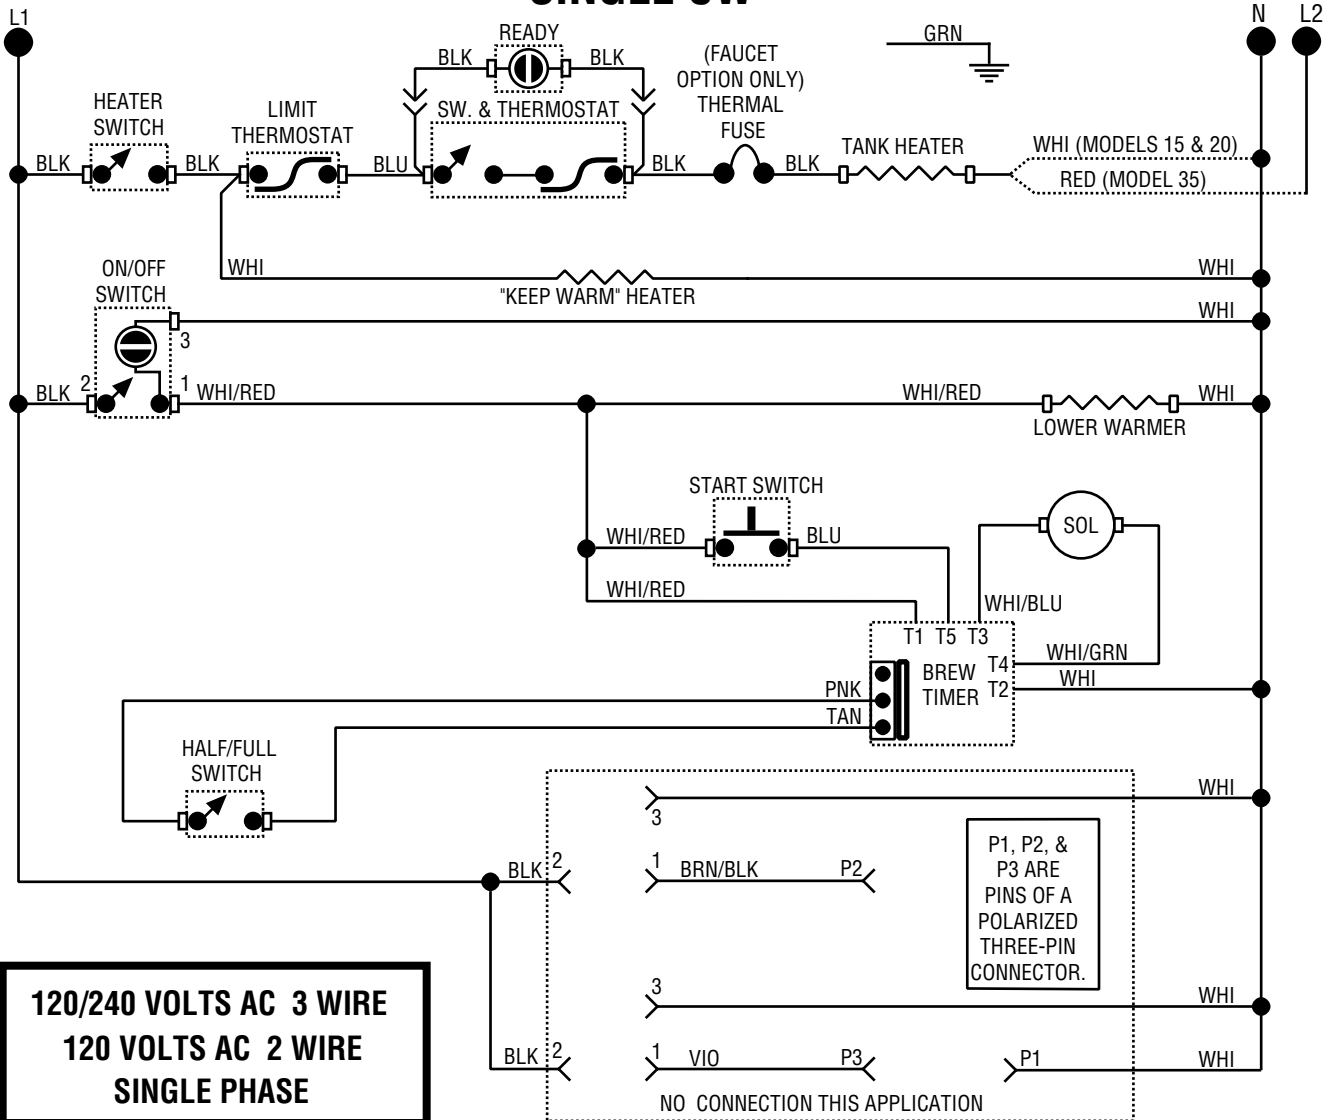 SINGLE SW
L1
N
L2
READY
GRN
BLK
BLK
(FAUCET
OPTION ONLY)
THERMAL
FUSE
HEATER
SWITCH
LIMIT
THERMOSTAT
SW. & THERMOSTAT
TANK HEATER
WHI (MODELS 15 & 20)
BLK
BLK
BLU
BLK
BLK
RED (MODEL 35)
ON/OFF
SWITCH
WHI
WHI
"KEEP WARM" HEATER
WHI
3
BLK
2
1
WHI/RED
WHI/RED
WHI
LOWER WARMER
START SWITCH
SOL
WHI/RED
BLU
WHI/RED
WHI/BLU
T1
T5
T3
WHI/GRN
T4
BREW
TIMER
WHI
T2
PNK
TAN
HALF/FULL
SWITCH
WHI
3
BLK
2
1
BRN/BLK
P2
P1, P2, &
P3 ARE
PINS OF A
POLARIZED
THREE-PIN
CONNECTOR.
3
WHI
BLK
2
1
VIO
P3
P1
WHI
NO CONNECTION THIS APPLICATION
120/240 VOLTS AC 3 WIRE
120 VOLTS AC 2 WIRE
SINGLE PHASE